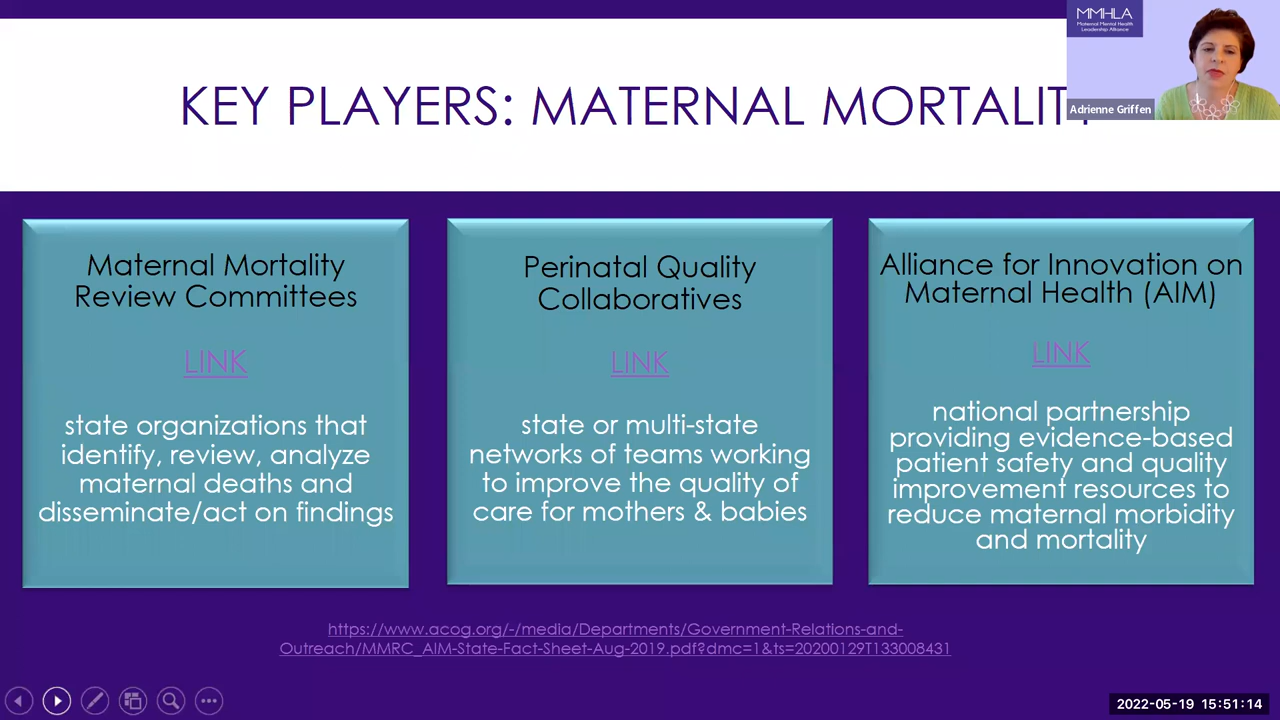 MMHLA
Maternal Mental Health
Leadership Alliance
Adrienne Griffen
KEY PLAYERS: MATERNAL MORTALITY
Maternal Mortality
Review Committees
LINK
state organizations that
identify, review, analyze
maternal deaths and
disseminate/act on findings
Perinatal Quality
Collaboratives
LINK
state or multi-state
networks of teams working
to improve the quality of
care for mothers & babies
Alliance for Innovation on
Maternal Health (AIM)
LINK
national partnership
providing evidence-based
patient safety and quality
improvement resources to
reduce maternal morbidity
and mortality
https://www.acog.org/-/media/Departments/Government-Relations-and-
Outreach/MMRC_AIM-State-Fact-Sheet-Aug-2019.pdf?dmc=1&ts=20200129T133008431
2022-05-19 15:51:14